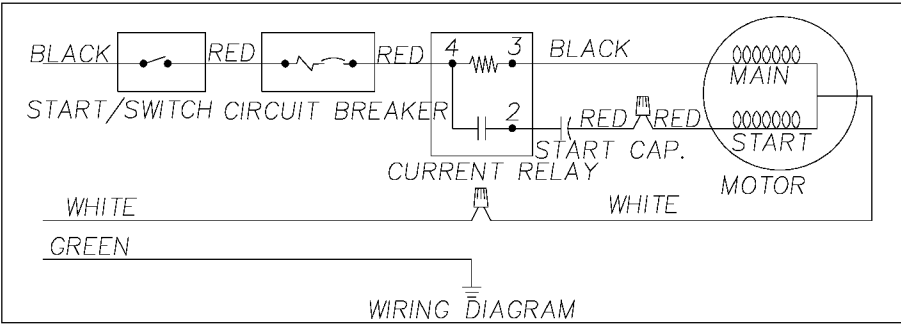 BLACK RED RED 4 3 BLACK
MAIN
START/SWITCH CIRCUIT BREAKER 2 RED RED
START CAP. START
CURRENT RELAY
MOTOR
WHITE WHITE
GREEN
WIRING DIAGRAM